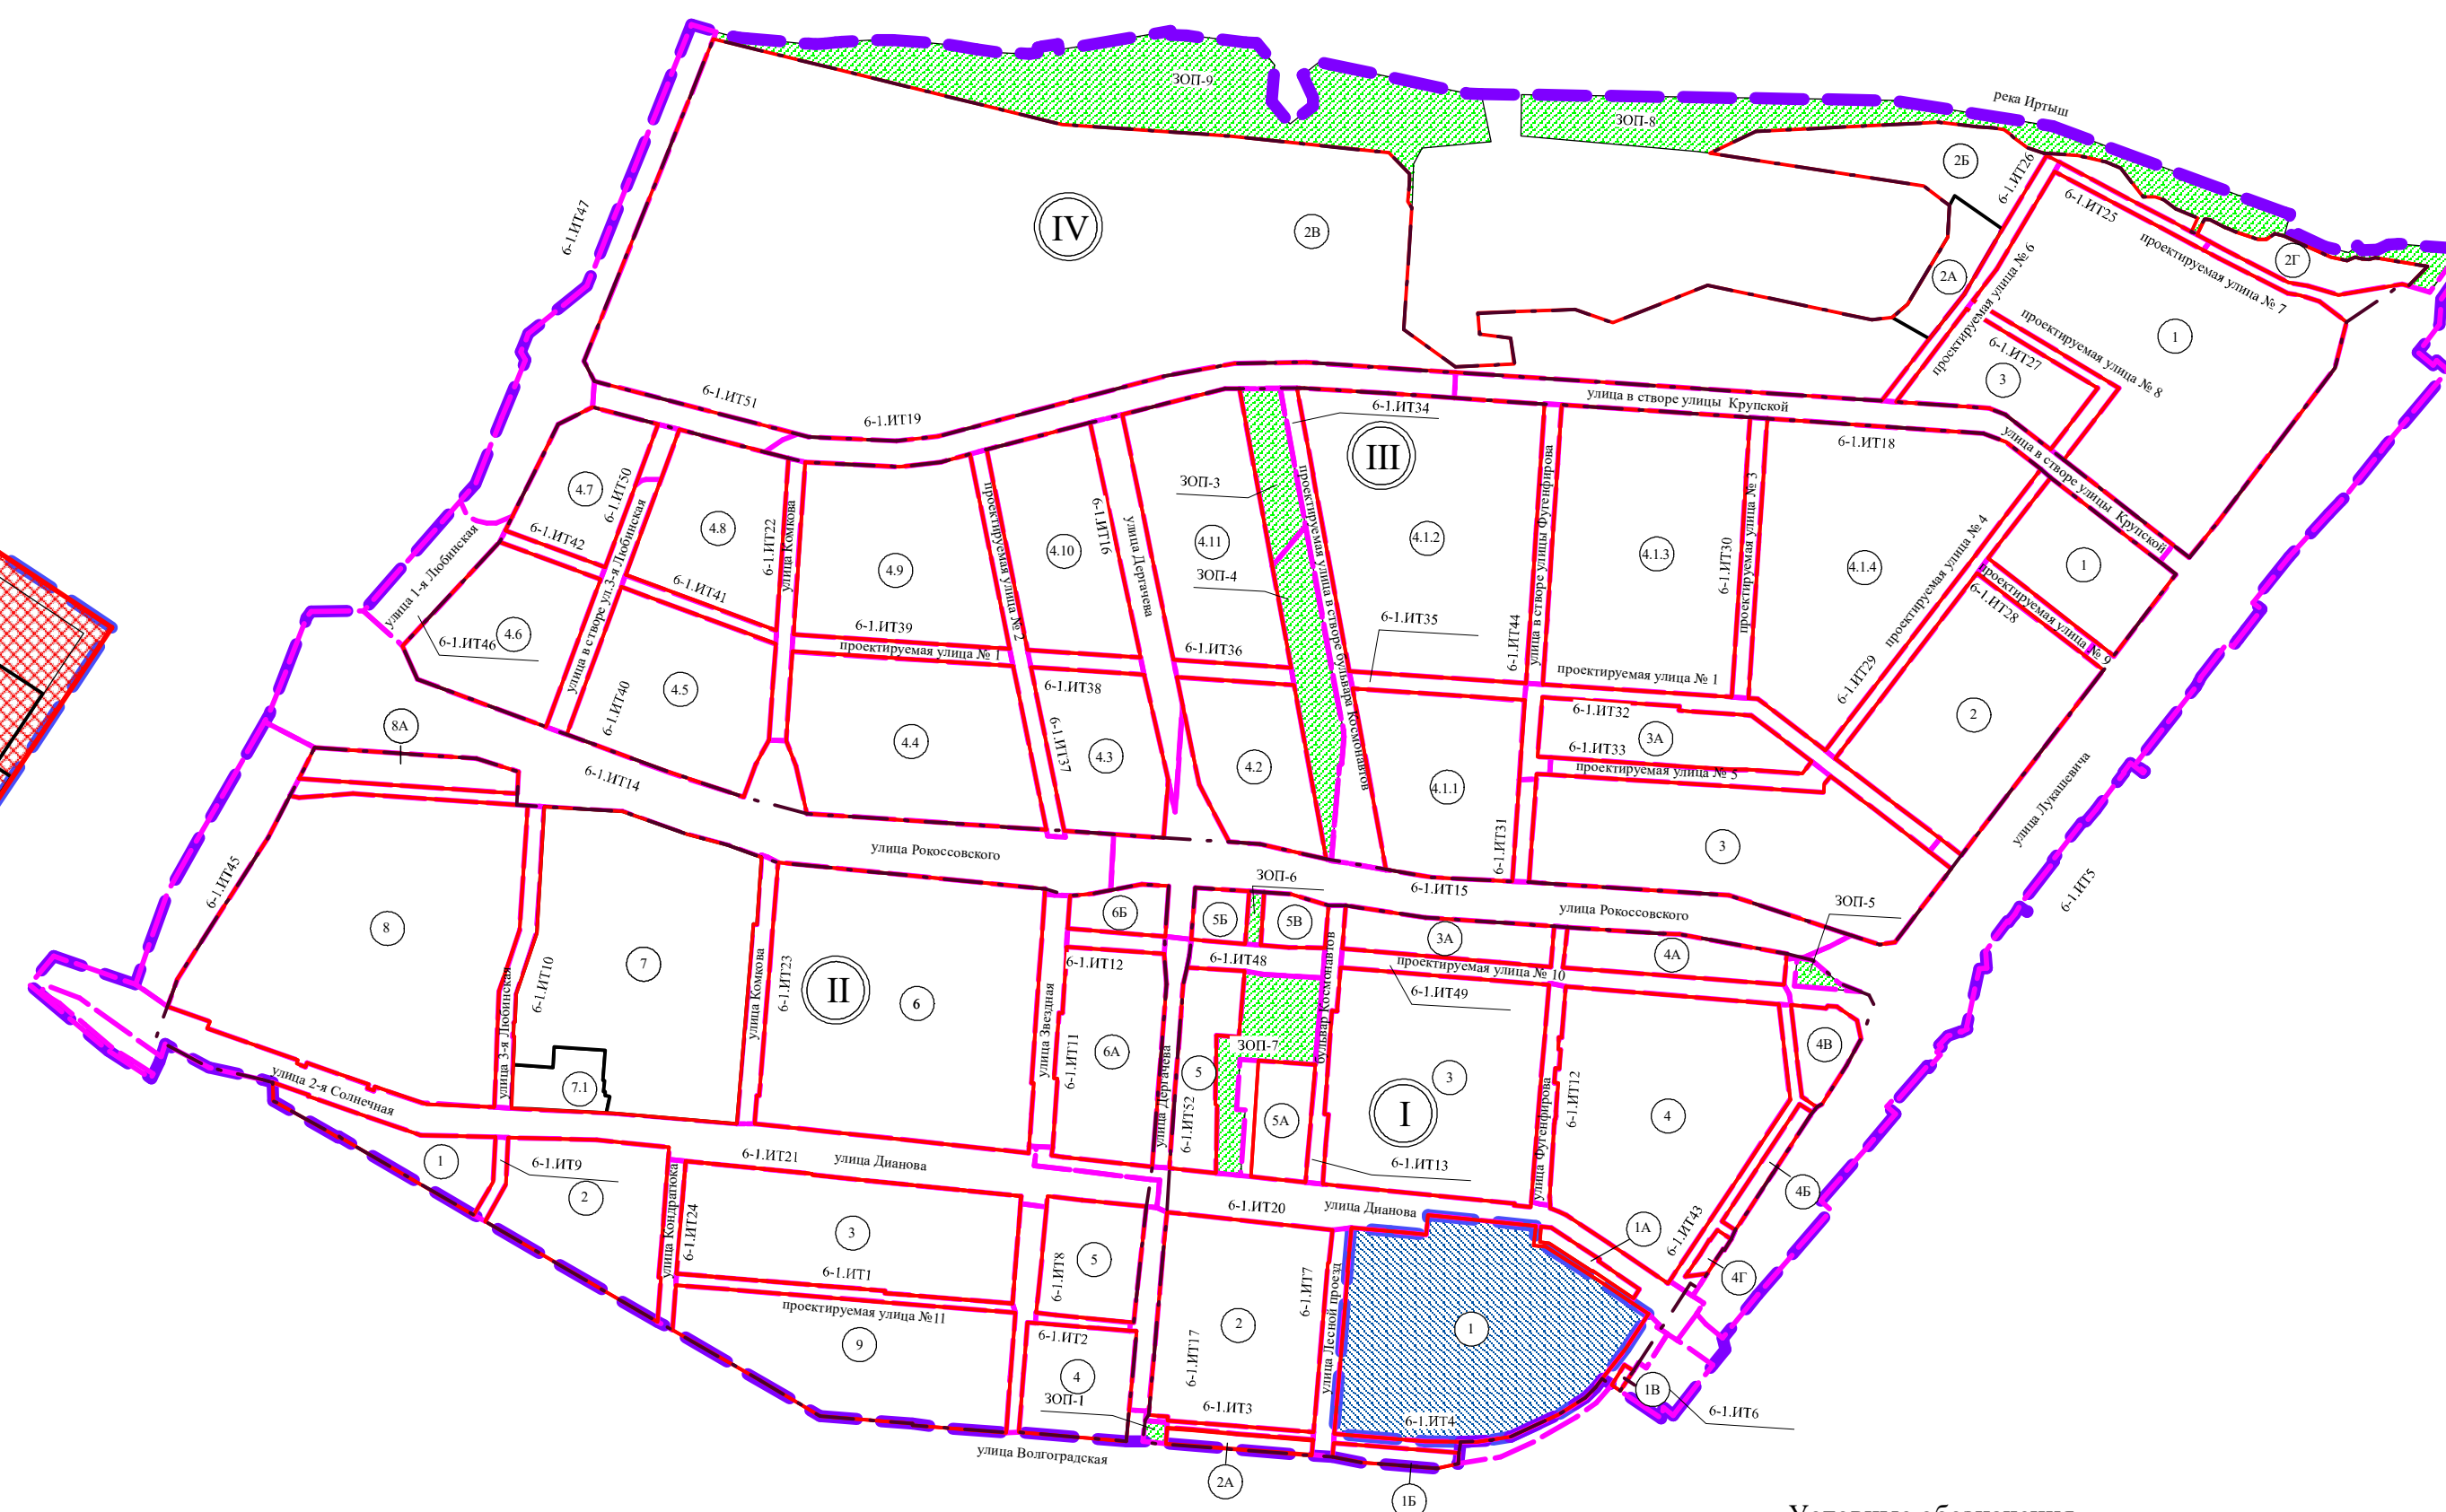 ЗОП-9
река Иртыш
ЗОП-8
2Б
6-1.ИТ26
6-1.ИТ25
6-1.ИТ47
IV
2В
проектируемая улица № 7
2Г
2А
проектируемая улица № 6
проектируемая улица № 8
1
6-1.ИТ27
3
6-1.ИТ51
6-1.ИТ19
6-1.ИТ34
улица в створе улицы Крупской
6-1.ИТ18
улица в створе улицы Крупской
III
4.7
6-1.ИТ50
ЗОП-3
4.8
6-1.ИТ22
улица Комкова
проектируемая улица № 2
6-1.ИТ16
улица Дергачева
4.10
4.11
4.1.2
4.1.3
4.1.4
6-1.ИТ30
проектируемая улица № 3
проектируемая улица № 4
1
улица 1-я Любинская
6-1.ИТ42
улица в створе ул.3-я Любинская
4.9
ЗОП-4
проектируемая улица в створе бульвара Космонавтов
улица в створе улицы Фугенфирова
6-1.ИТ41
6-1.ИТ28
проектируемая улица № 9
6-1.ИТ46
4.6
6-1.ИТ39
проектируемая улица № 1
6-1.ИТ36
6-1.ИТ35
6-1.ИТ44
проектируемая улица № 1
6-1.ИТ29
6-1.ИТ40
4.5
6-1.ИТ38
6-1.ИТ32
2
8А
4.4
6-1.ИТ37
4.3
4.2
3А
6-1.ИТ33
проектируемая улица № 5
6-1.ИТ14
4.1.1
улица Лукашевича
6-1.ИТ31
3
улица Рокоссовского
6-1.ИТ45
ЗОП-6
6-1.ИТ15
улица Рокоссовского
ЗОП-5
6-1.ИТ5
8
6Б
5Б
5В
3А
4А
7
6-1.ИТ12
6-1.ИТ48
проектируемая улица № 10
6-1.ИТ49
улица 3-я Любинская
6-1.ИТ10
улица Комкова
6-1.ИТ23
II
6
улица Звездная
6-1.ИТ11
6А
ЗОП-7
бульвар Космонавтов
4В
7.1
5
3
улица 2-я Солнечная
улица Дергачева
6-1.ИТ52
5А
I
улица Фугенфирова
6-1.ИТ12
4
1
6-1.ИТ9
6-1.ИТ21
улица Дианова
6-1.ИТ13
2
4Б
6-1.ИТ20
улица Дианова
улица Кондратюка
6-1.ИТ24
3
1А
6-1.ИТ43
5
6-1.ИТ8
6-1.ИТ1
4Г
проектируемая улица №11
6-1.ИТ7
улица Лесной проезд
9
6-1.ИТ2
6-1.ИТ17
2
1
4
ЗОП-1
6-1.ИТ3
6-1.ИТ4
1В
6-1.ИТ6
улица Волгоградская
2А
1Б